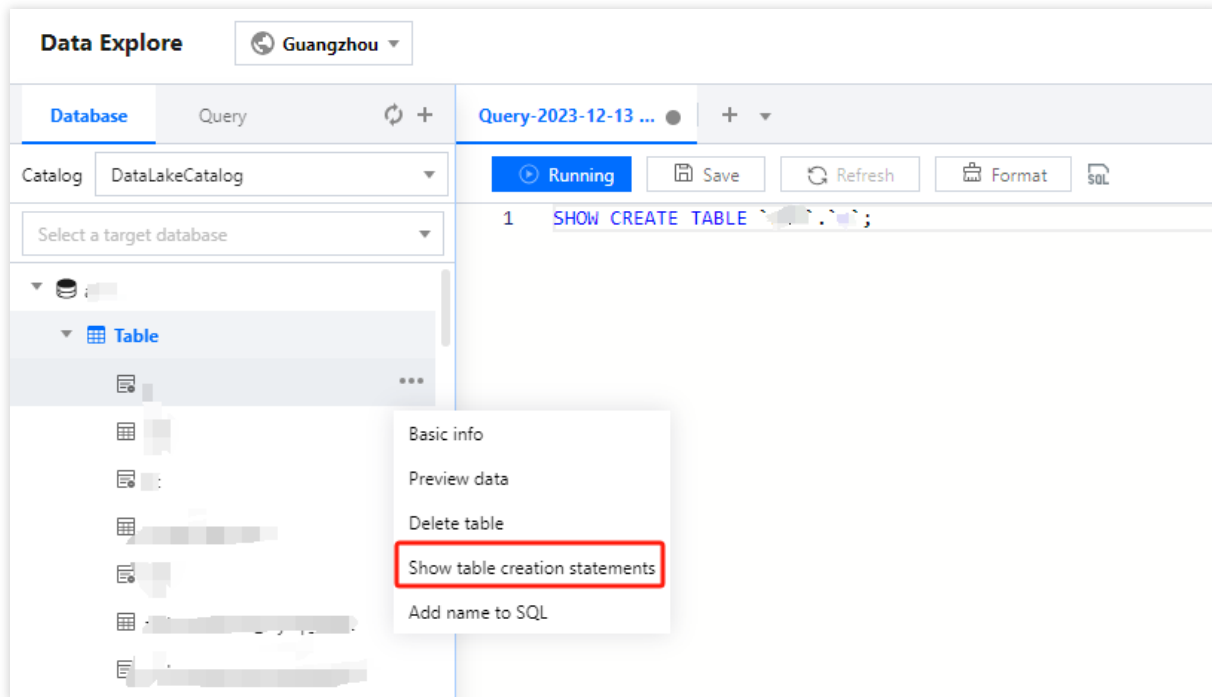 Data Explore
Guangzhou
Database Query
Query-2023-12-13 ...
Catalog DataLakeCatalog
Running Save Refresh Format SQL
Select a target database
1 SHOW CREATE TABLE ` `.` `;
Table
Basic info
Preview data
Delete table
Show table creation statements
Add name to SQL